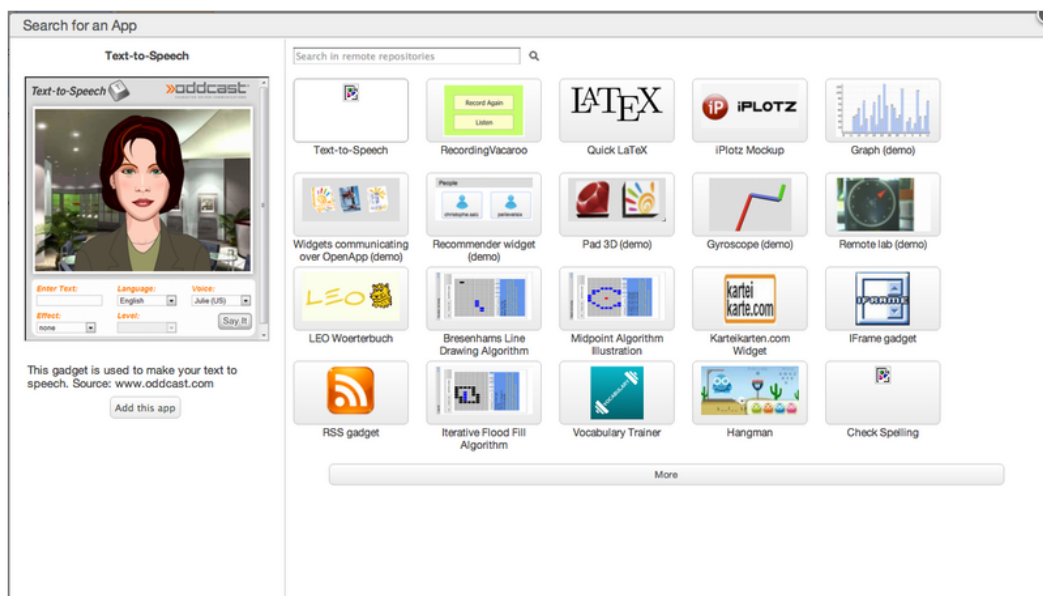 Search for an App
Text-to-Speech
Text-to-Speech
oddcast
Enter Text:
Language:
Voice:
English
Julie (US)
Effect:
Level:
none
Say It
This gadget is used to make your text to
speech. Source: www.oddcast.com
Add this app
Search in remote repositories
Text-to-Speech
Record Again
Listen
RecordingVacaroo
LATEX
Quick LaTeX
iP iPLOTZ
iPlotz Mockup
Graph (demo)
Widgets communicating
over OpenApp (demo)
People
Recommender widget
(demo)
Pad 3D (demo)
Gyroscope (demo)
Remote lab (demo)
LEO
LEO Woerterbuch
Bresenhams Line
Drawing Algorithm
Midpoint Algorithm
Illustration
kartei
karte.com
Karteikarten.com
Widget
IFRAME
IFrame gadget
RSS gadget
Iterative Flood Fill
Algorithm
VOCABULARY
Vocabulary Trainer
Hangman
Check Spelling
More